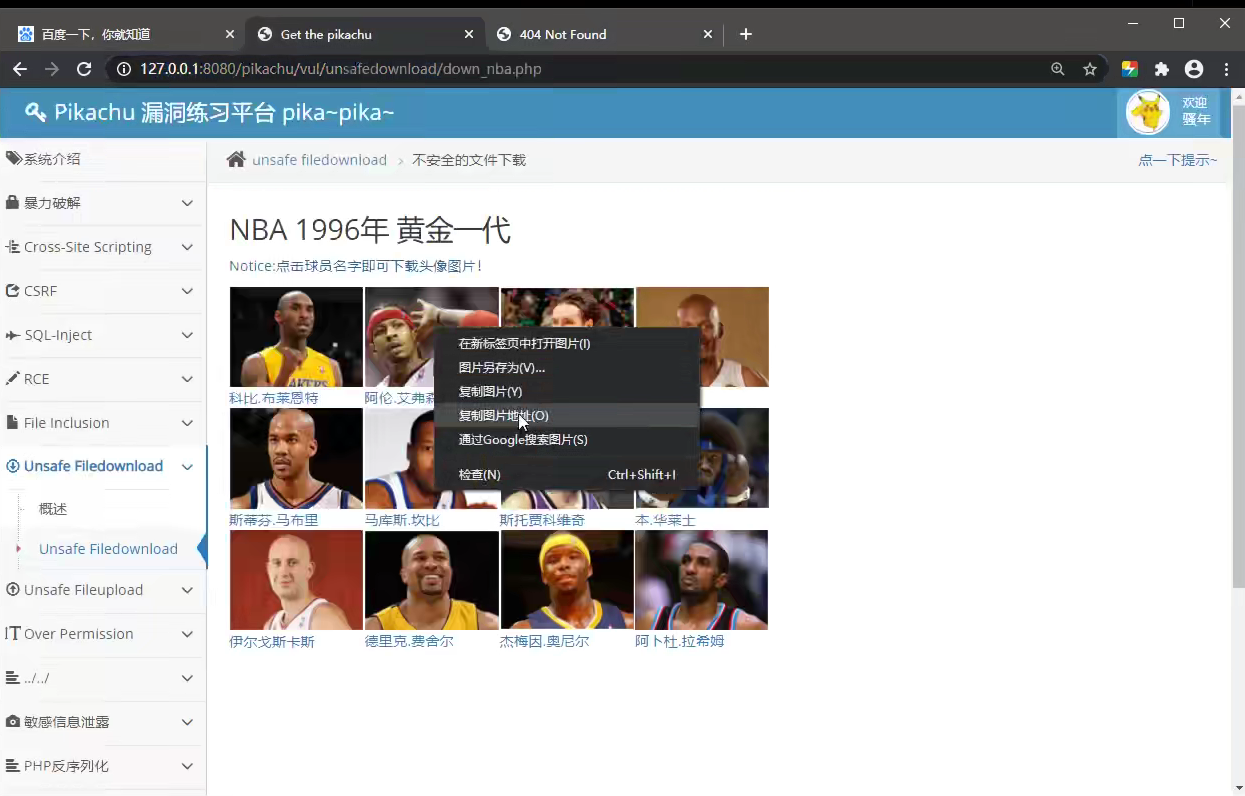 百度一下，你就知道
Get the pikachu
404 Not Found
127.0.0.1:8080/pikachu/vul/unsafedownload/down_nba.php
Pikachu 漏洞练习平台 pika~pika~
欢迎
骚年
系统介绍
暴力破解
Cross-Site Scripting
CSRF
SQL-Inject
RCE
File Inclusion
Unsafe Filedownload
概述
Unsafe Filedownload
Unsafe Fileupload
Over Permission
../../
敏感信息泄露
PHP反序列化
unsafe filedownload
不安全的文件下载
点一下提示~
NBA 1996年 黄金一代
Notice:点击球员名字即可下载头像图片！
科比.布莱恩特
阿伦.艾弗森
在新标签页中打开图片(I)
图片另存为(V)...
复制图片(Y)
复制图片地址(O)
通过Google搜索图片(S)
检查(N) Ctrl+Shift+I
LAKERS
斯蒂芬.马布里
马库斯.坎比
斯托贾科维奇
本.华莱士
伊尔戈斯卡斯
德里克.费舍尔
杰梅因.奥尼尔
阿卜杜.拉希姆